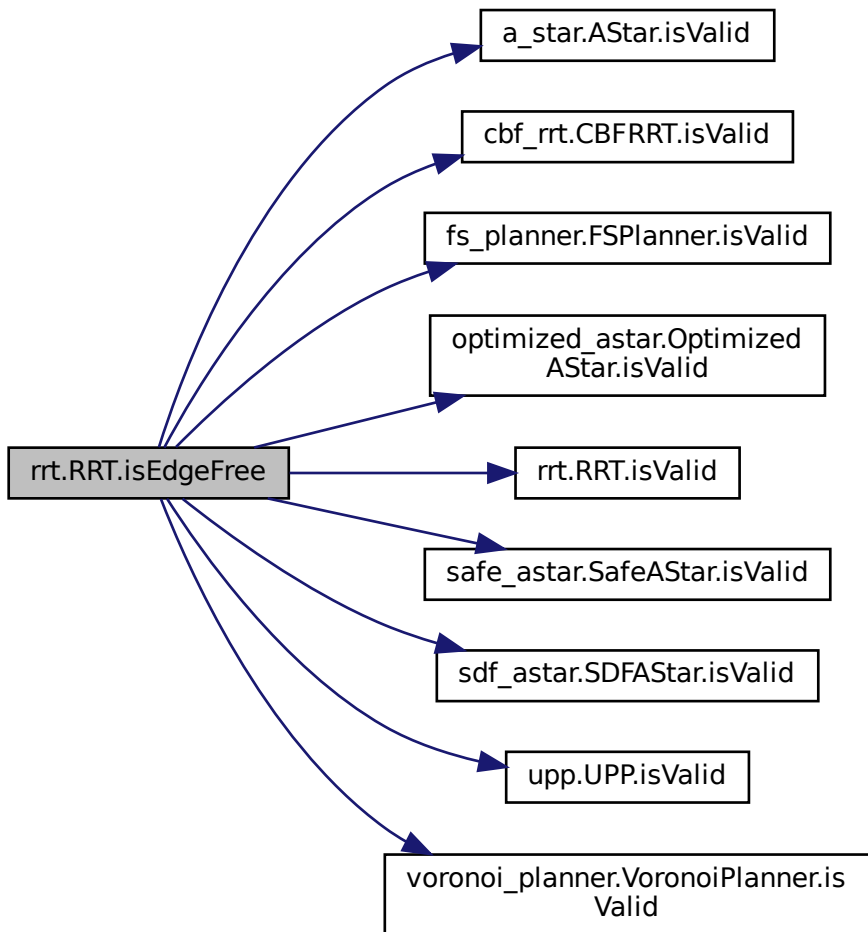 a_star.AStar.isValid
cbf_rrt.CBFRRT.isValid
fs_planner.FSPlanner.isValid
optimized_astar.Optimized
AStar.isValid
rrt.RRT.isEdgeFree
rrt.RRT.isValid
safe_astar.SafeAStar.isValid
sdf_astar.SDFAStar.isValid
upp.UPP.isValid
voronoi_planner.VoronoiPlanner.is
Valid